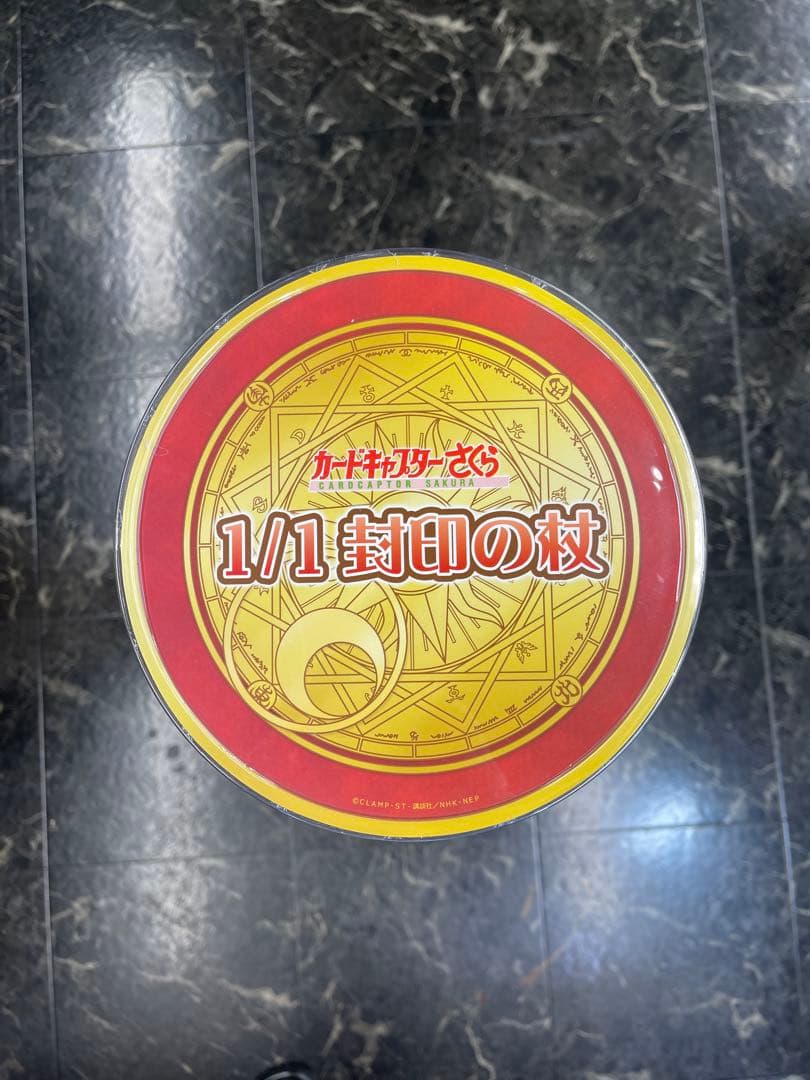 カードキャプターさくら
CARDCAPTOR SAKURA
1/1 封印の杖
©CLAMP・ST・講談社/NHK・NEP